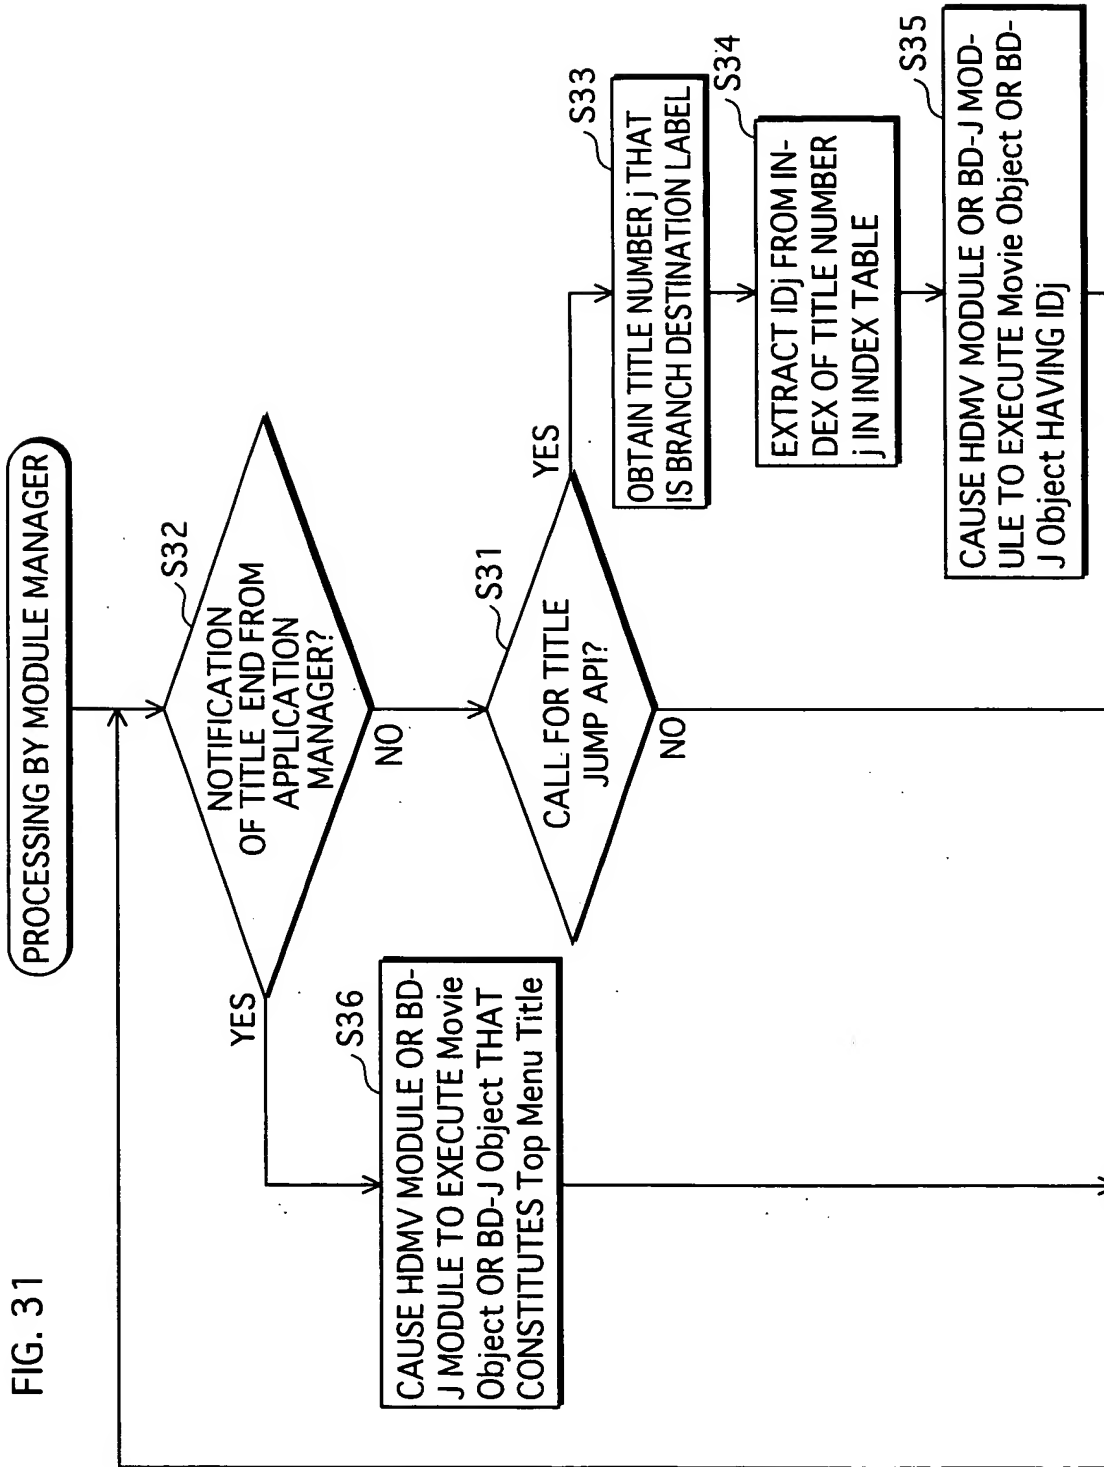 FIG. 31
PROCESSING BY MODULE MANAGER
S32
NOTIFICATION
OF TITLE END FROM
APPLICATION
MANAGER?
YES
NO
S36
CAUSE HDMV MODULE OR BD-
J MODULE TO EXECUTE Movie
Object OR BD-J Object THAT
CONSTITUTES Top Menu Title
S31
CALL FOR TITLE
JUMP API?
YES
NO
S33
OBTAIN TITLE NUMBER j THAT
IS BRANCH DESTINATION LABEL
S34
EXTRACT IDj FROM IN-
DEX OF TITLE NUMBER
j IN INDEX TABLE
S35
CAUSE HDMV MODULE OR BD-J MOD-
ULE TO EXECUTE Movie Object OR BD-
J Object HAVING IDj